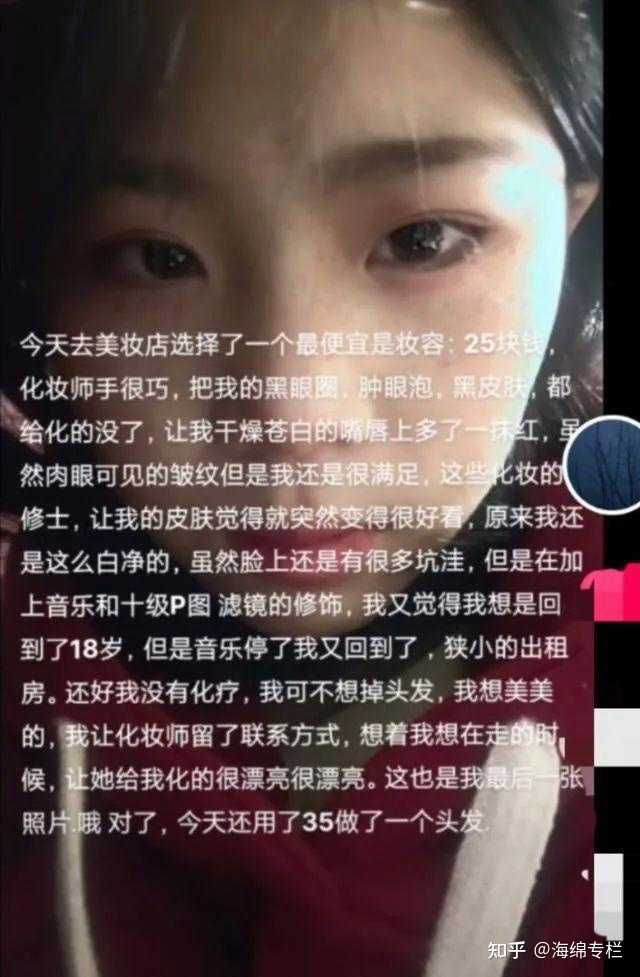 今天去美妆店选择了一个最便宜是妆容：25块钱，
化妆师手很巧，把我的黑眼圈，肿眼泡，黑皮肤，都
给化的没了，让我干燥苍白的嘴唇上多了一抹红，虽
然肉眼可见的皱纹但是我还是很满足，这些化妆的
修士，让我的皮肤觉得就突然变得很好看，原来我还
是这么白净的，虽然脸上还是有很多坑洼，但是在加
上音乐和十级P图 滤镜的修饰，我又觉得我想是回
到了18岁，但是音乐停了我又回到了，狭小的出租
房。还好我没有化疗，我可不想掉头发，我想美美
的，我让化妆师留了联系方式，想着我想在走的时
候，让她给我化的很漂亮很漂亮。这也是我最后一张
照片.哦 对了，今天还用了35做了一个头发.
知乎 @海绵专栏